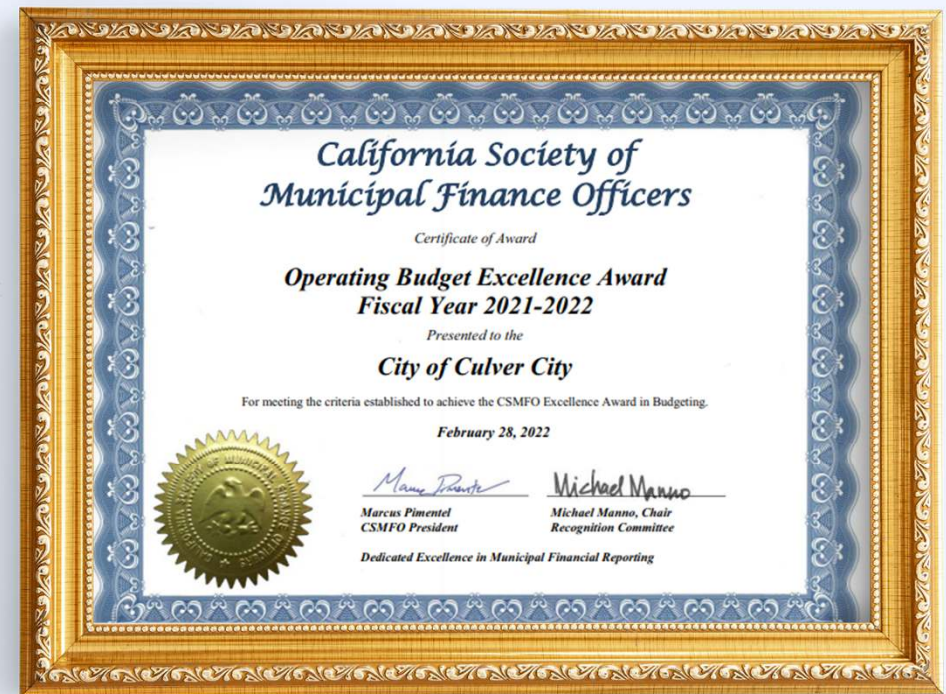 California Society of
Municipal Finance Officers
Certificate of Award
Operating Budget Excellence Award
Fiscal Year 2021-2022
Presented to the
City of Culver City
For meeting the criteria established to achieve the CSMFO Excellence Award in Budgeting.
February 28, 2022
Michael Manno
Marcus Pimentel
CSMFO President
Michael Manno, Chair
Recognition Committee
Dedicated Excellence in Municipal Financial Reporting